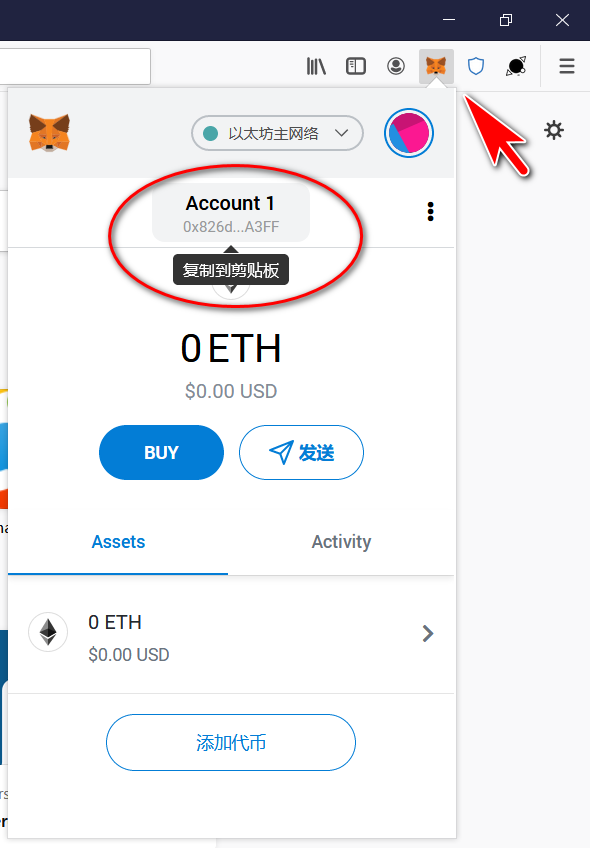 以太坊主网络
Account 1
0x826d...A3FF
复制到剪贴板
0 ETH
$0.00 USD
BUY
发送
Assets
Activity
0 ETH
$0.00 USD
添加代币